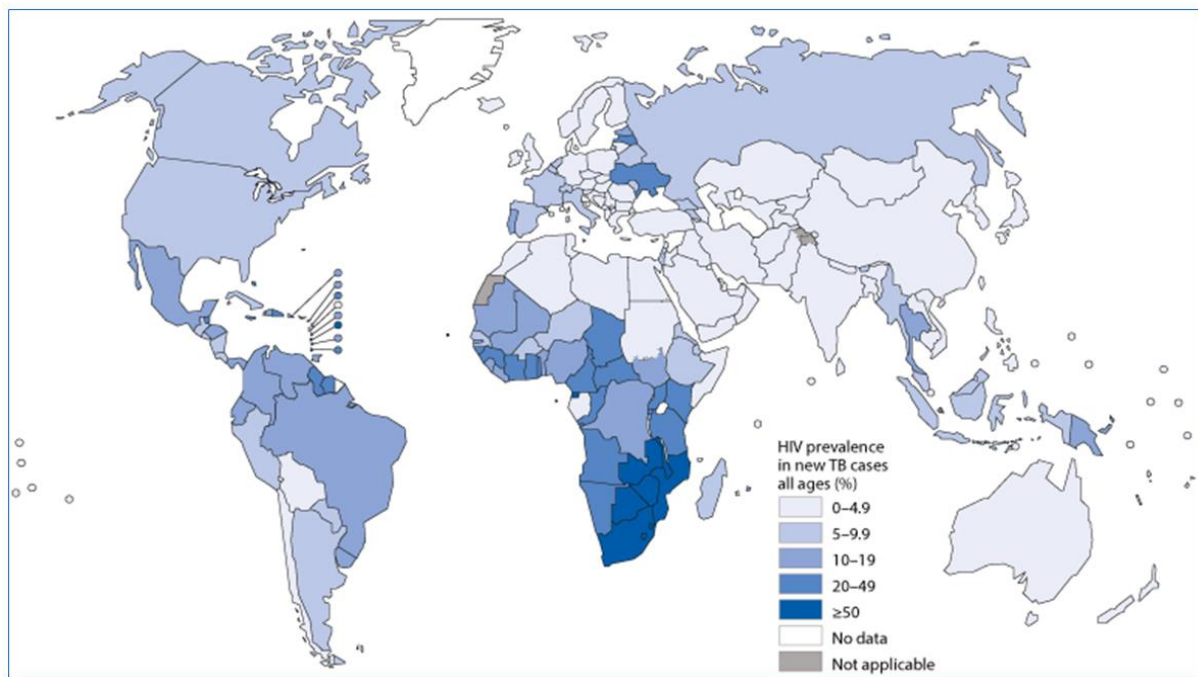 HIV prevalence
in new TB cases
all ages (%)
0–4.9
5–9.9
10–19
20–49
≥50
No data
Not applicable